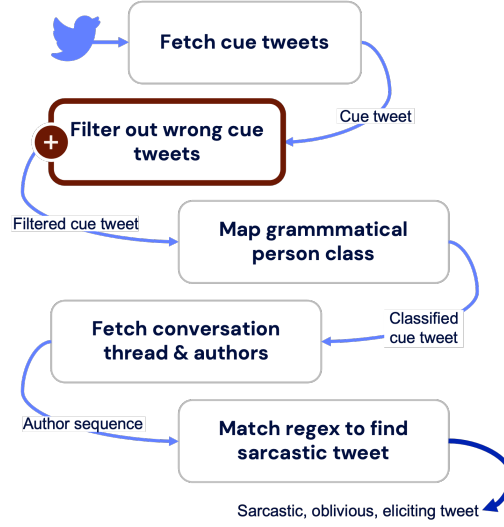 Fetch cue tweets
Cue tweet
Filter out wrong cue
tweets
+
Filtered cue tweet
Map grammmatical
person class
Classified
cue tweet
Fetch conversation
thread & authors
Author sequence
Match regex to find
sarcastic tweet
Sarcastic, oblivious, eliciting tweet